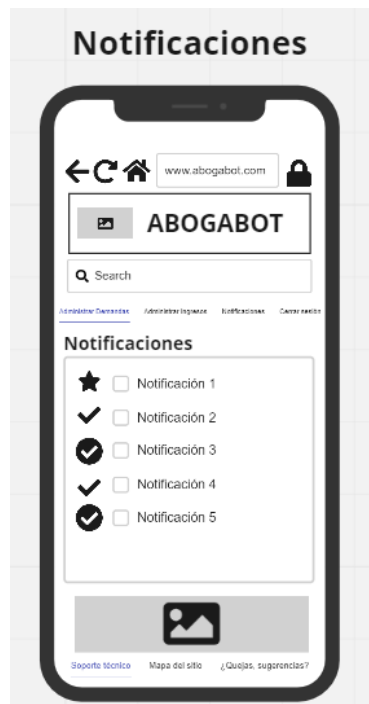 Notificaciones
www.abogabot.com
ABOGABOT
Search
Administrar Demandas Administrar Ingresos Notificaciones Cerrar sesión
Notificaciones
Notificación 1
Notificación 2
Notificación 3
Notificación 4
Notificación 5
Soporte técnico Mapa del sitio ¿Quejas, sugerencias?